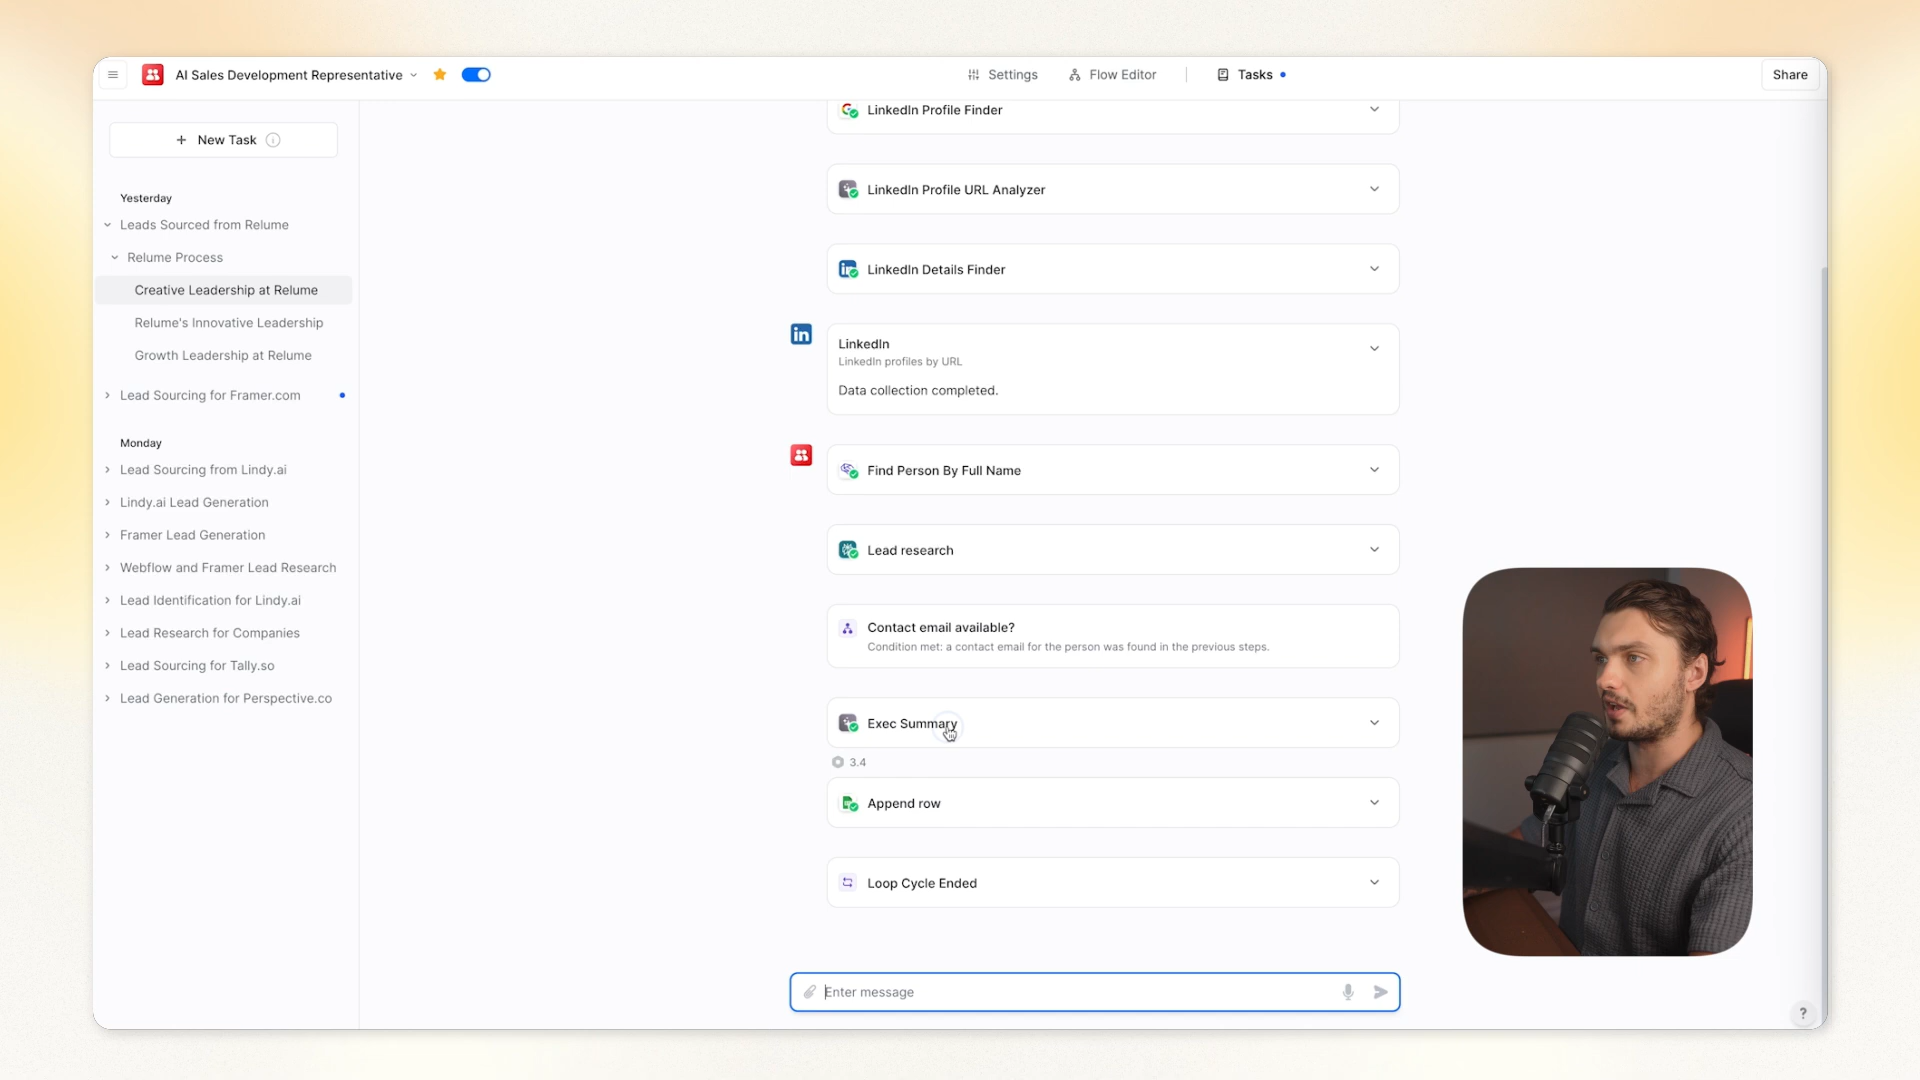 AI Sales Development Representative
Settings
Flow Editor
Tasks
Share
New Task
Yesterday
Leads Sourced from Relume
Relume Process
Creative Leadership at Relume
Relume's Innovative Leadership
Growth Leadership at Relume
Lead Sourcing for Framer.com
Monday
Lead Sourcing from Lindy.ai
Lindy.ai Lead Generation
Framer Lead Generation
Webflow and Framer Lead Research
Lead Identification for Lindy.ai
Lead Research for Companies
Lead Sourcing for Tally.so
Lead Generation for Perspective.co
LinkedIn Profile Finder
LinkedIn Profile URL Analyzer
LinkedIn Details Finder
in
LinkedIn
LinkedIn profiles by URL
Data collection completed.
Find Person By Full Name
Lead research
Contact email available?
Condition met: a contact email for the person was found in the previous steps.
Exec Summary
3.4
Append row
Loop Cycle Ended
Enter message
?